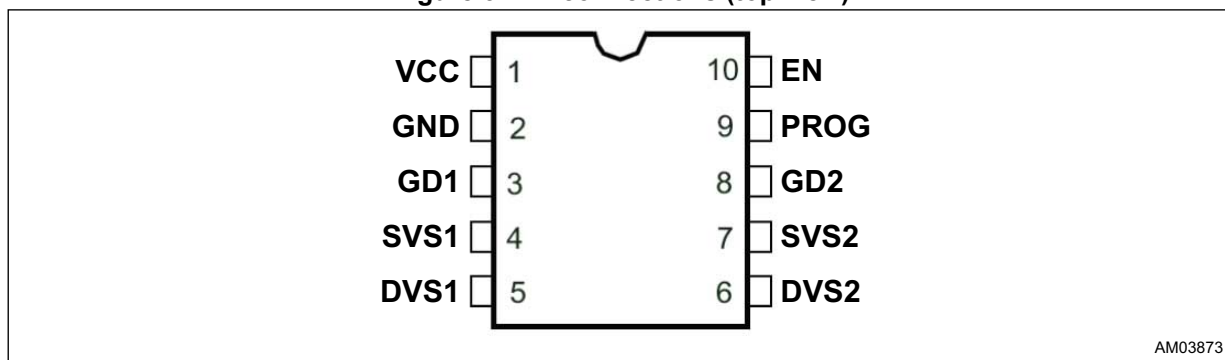 VCC 1 10 EN
GND 2 9 PROG
GD1 3 8 GD2
SVS1 4 7 SVS2
DVS1 5 6 DVS2
AM03873